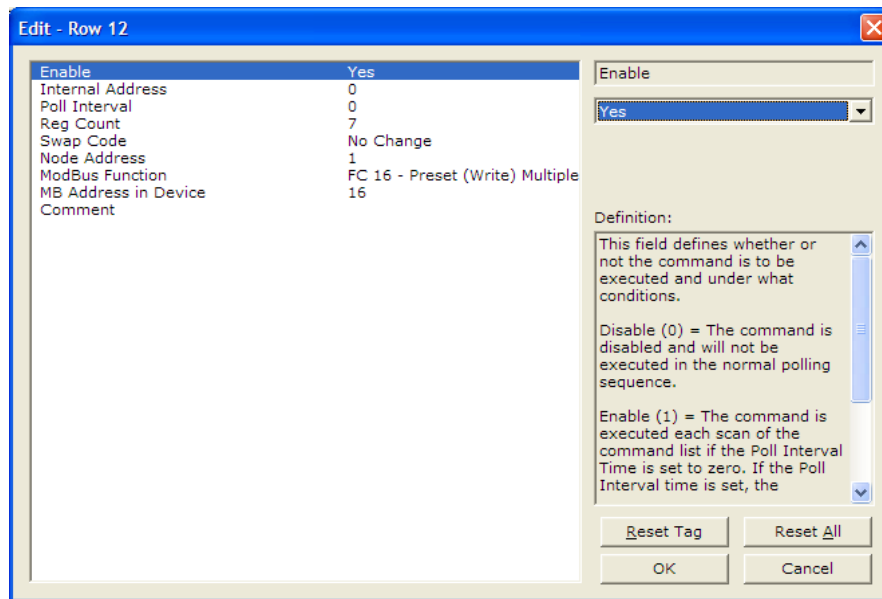 Edit - Row 12
Enable Yes
Internal Address 0
Poll Interval 0
Reg Count 7
Swap Code No Change
Node Address 1
ModBus Function FC 16 - Preset (Write) Multiple
MB Address in Device 16
Comment
Enable
Yes
Definition:
This field defines whether or
not the command is to be
executed and under what
conditions.
Disable (0) = The command is
disabled and will not be
executed in the normal polling
sequence.
Enable (1) = The command is
executed each scan of the
command list if the Poll Interval
Time is set to zero. If the Poll
Interval time is set, the
Reset Tag Reset All
OK Cancel